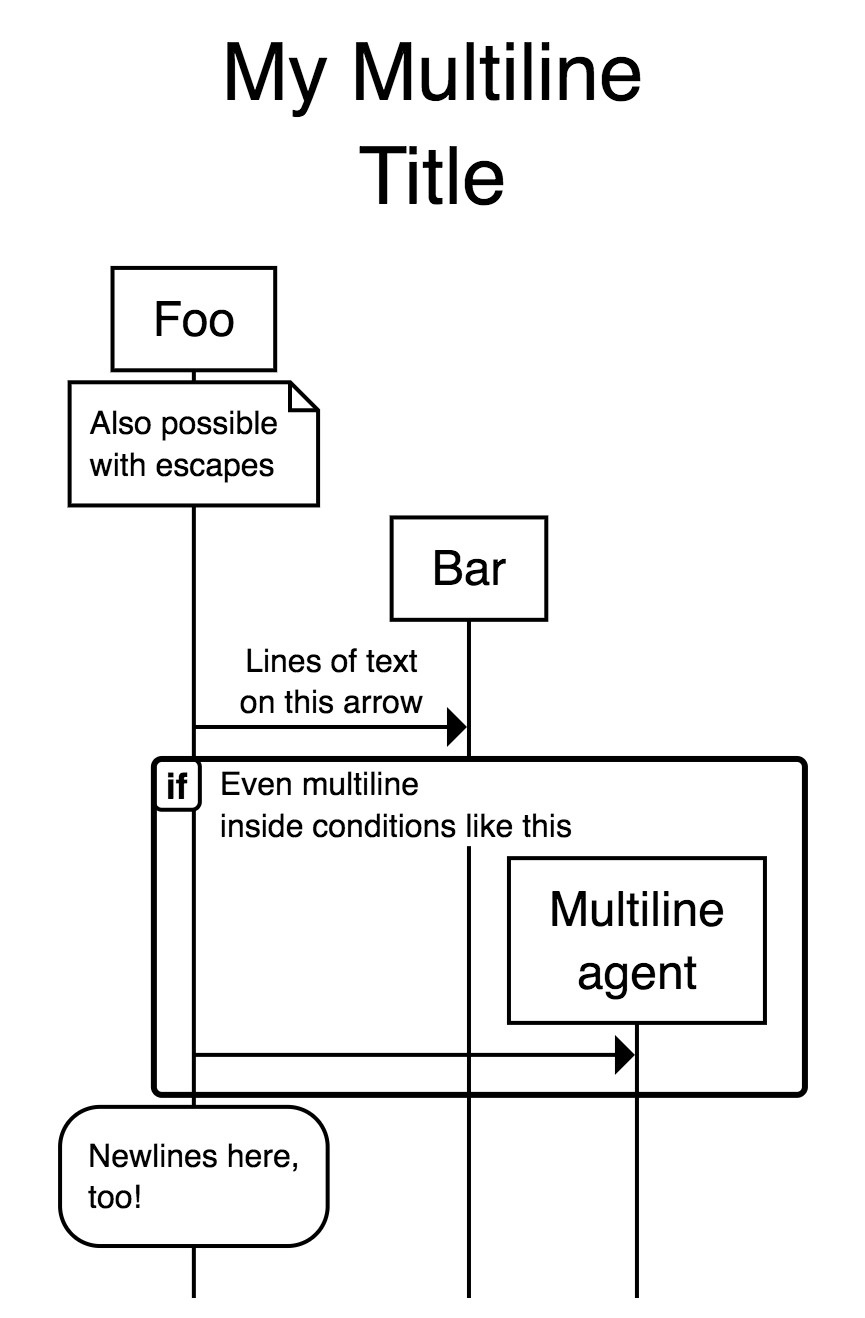 My Multiline
Title
Foo
Also possible
with escapes
Bar
Lines of text
on this arrow
if
Even multiline
inside conditions like this
Multiline
agent
Newlines here,
too!